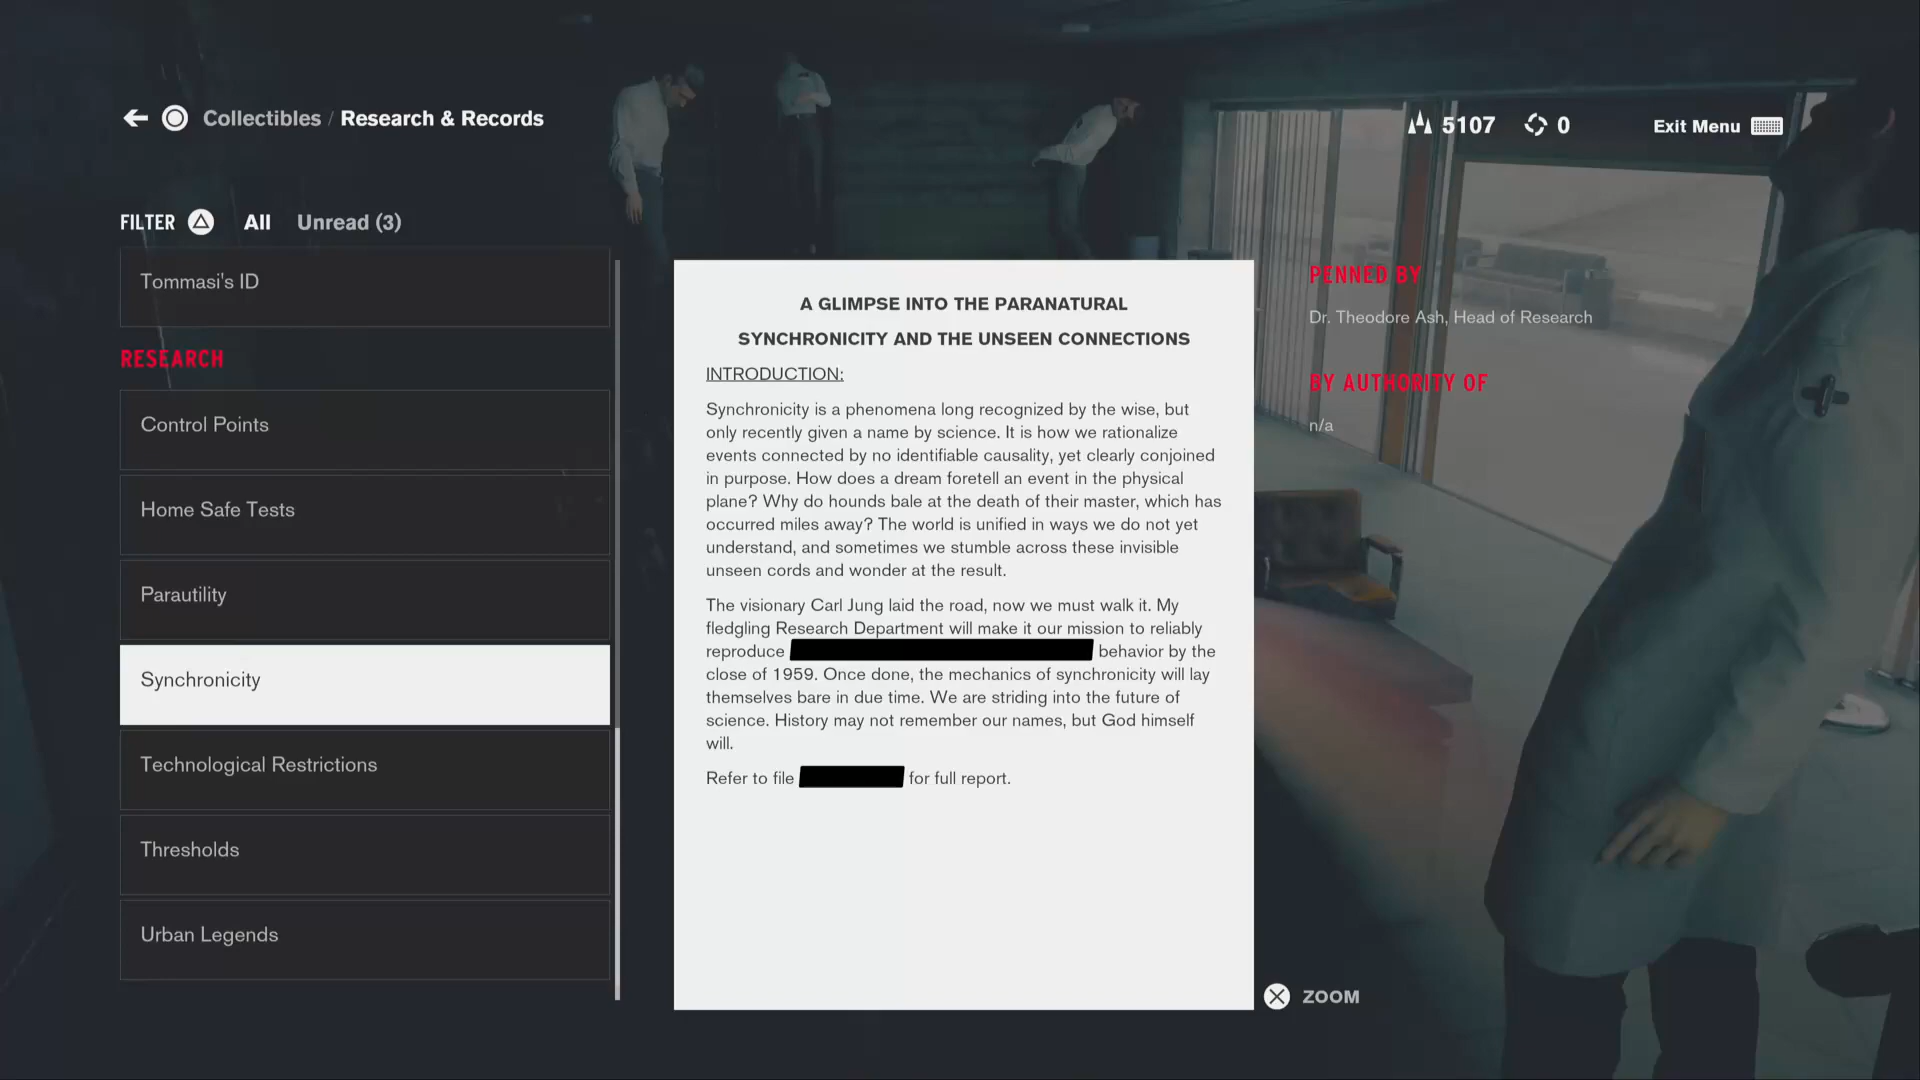 Collectibles / Research & Records
5107
0
Exit Menu
FILTER All Unread (3)
Tommasi's ID
RESEARCH
Control Points
Home Safe Tests
Parautility
Synchronicity
Technological Restrictions
Thresholds
Urban Legends
A GLIMPSE INTO THE PARANATURAL
SYNCHRONICITY AND THE UNSEEN CONNECTIONS
INTRODUCTION:
Synchronicity is a phenomena long recognized by the wise, but
only recently given a name by science. It is how we rationalize
events connected by no identifiable causality, yet clearly conjoined
in purpose. How does a dream foretell an event in the physical
plane? Why do hounds bale at the death of their master, which has
occurred miles away? The world is unified in ways we do not yet
understand, and sometimes we stumble across these invisible
unseen cords and wonder at the result.
The visionary Carl Jung laid the road, now we must walk it. My
fledgling Research Department will make it our mission to reliably
reproduce behavior by the
close of 1959. Once done, the mechanics of synchronicity will lay
themselves bare in due time. We are striding into the future of
science. History may not remember our names, but God himself
will.
Refer to file for full report.
PENNED BY
Dr. Theodore Ash, Head of Research
BY AUTHORITY OF
n/a
ZOOM